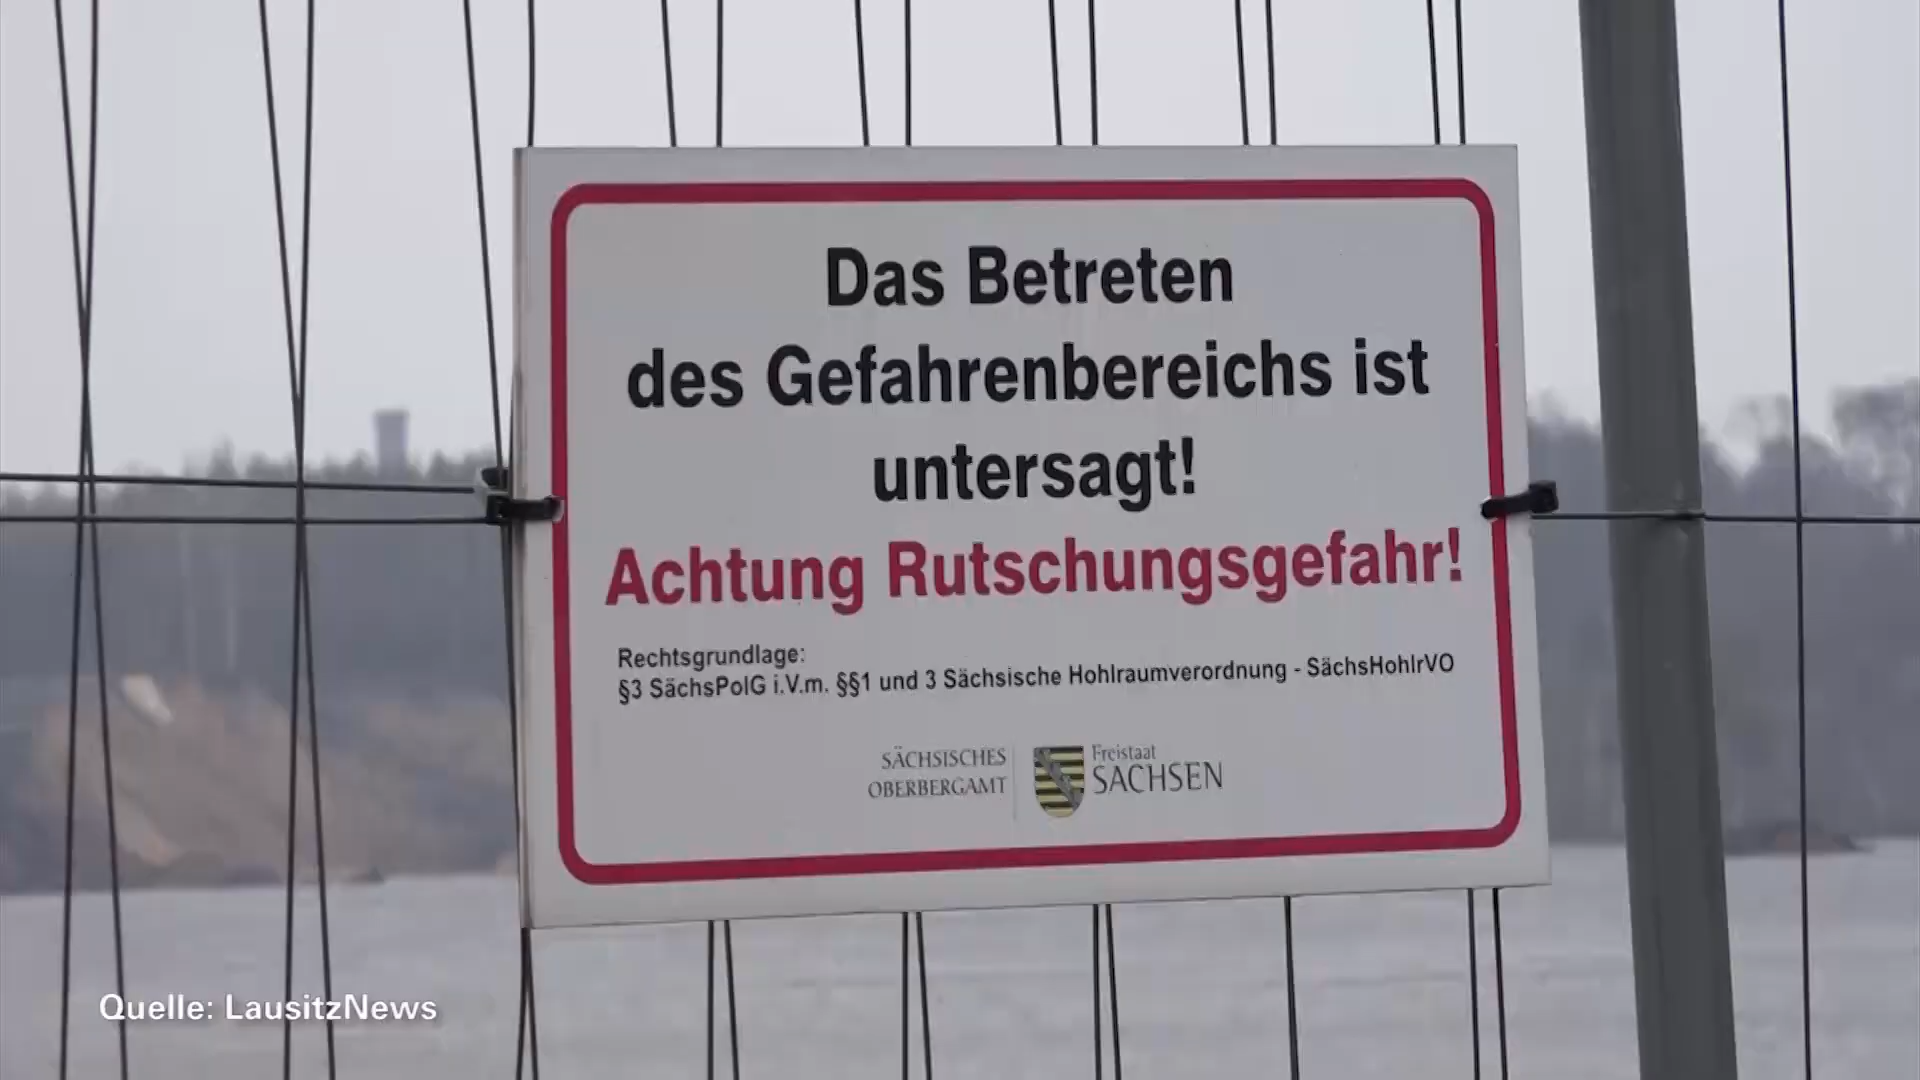 Das Betreten
des Gefahrenbereichs ist
untersagt!
Achtung Rutschungsgefahr!
Rechtsgrundlage:
§3 SächsPolG i.V.m. §§1 und 3 Sächsische Hohlraumverordnung - SächsHohlrVO
SÄCHSISCHES
OBERBERGAMT
Freistaat
SACHSEN
Quelle: LausitzNews